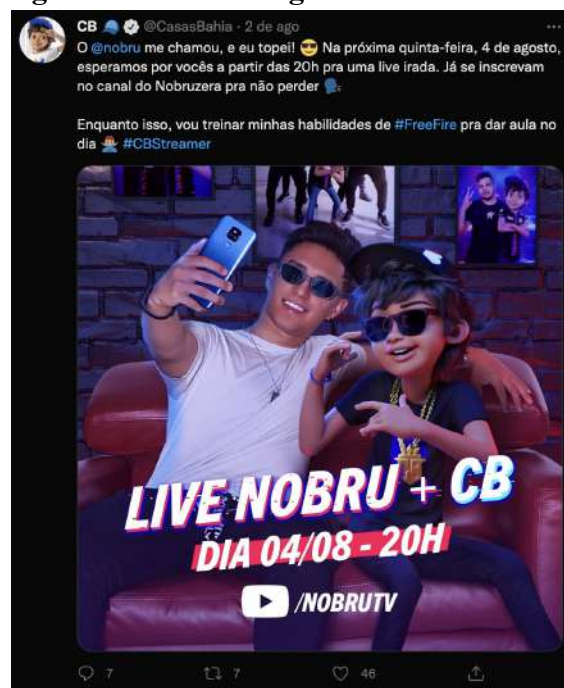 CB @CasasBahia · 2 de ago
O @nobru me chamou, e eu topei! 😎 Na próxima quinta-feira, 4 de agosto,
esperamos por vocês a partir das 20h pra uma live irada. Já se inscrevam
no canal do Nobruzera pra não perder 🗣️
Enquanto isso, vou treinar minhas habilidades de #FreeFire pra dar aula no
dia #CBStreamer
LIVE NOBRU + CB
DIA 04/08 - 20H
/NOBRUTV
7 7 46